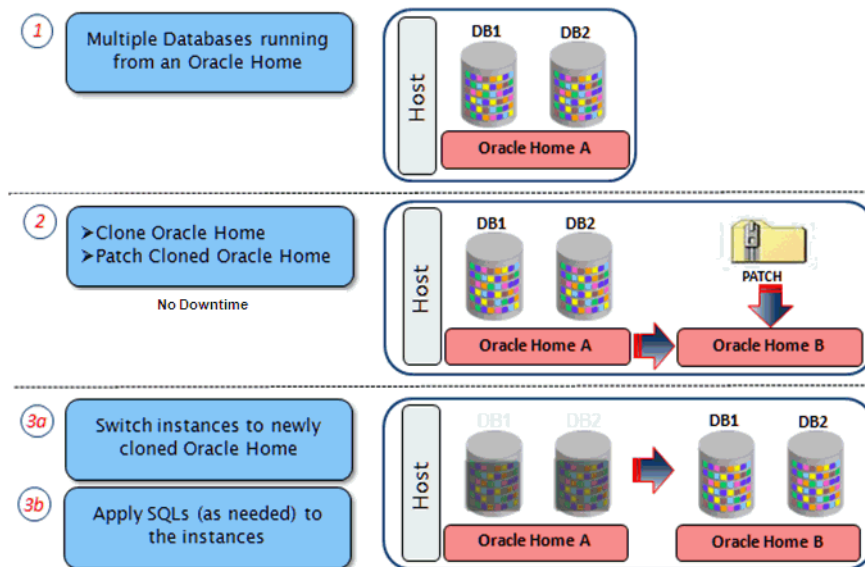 1
Multiple Databases running
from an Oracle Home
Host
DB1
DB2
Oracle Home A
2
➤Clone Oracle Home
➤Patch Cloned Oracle Home
No Downtime
Host
DB1
DB2
Oracle Home A
PATCH
Oracle Home B
3a
Switch instances to newly
cloned Oracle Home
3b
Apply SQLs (as needed) to
the instances
Host
DB1
DB2
Oracle Home A
DB1
DB2
Oracle Home B